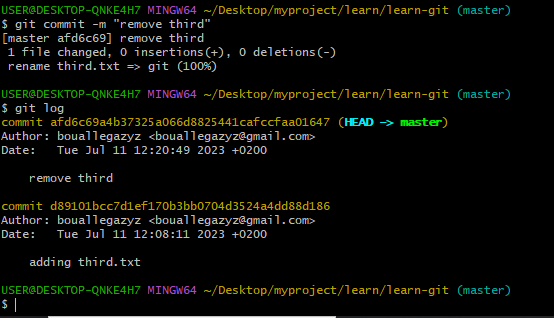 USER@DESKTOP-QNKE4H7 MINGW64 ~/Desktop/myproject/learn/learn-git (master)
$ git commit -m "remove third"
[master afd6c69] remove third
 1 file changed, 0 insertions(+), 0 deletions(-)
 rename third.txt => git (100%)

USER@DESKTOP-QNKE4H7 MINGW64 ~/Desktop/myproject/learn/learn-git (master)
$ git log
commit afd6c69a4b37325a066d8825441cafccfaa01647 (HEAD -> master)
Author: bouallegazyz <bouallegazyz@gmail.com>
Date:   Tue Jul 11 12:20:49 2023 +0200

    remove third

commit d89101bcc7d1ef170b3bb0704d3524a4dd88d186
Author: bouallegazyz <bouallegazyz@gmail.com>
Date:   Tue Jul 11 12:08:11 2023 +0200

    adding third.txt

USER@DESKTOP-QNKE4H7 MINGW64 ~/Desktop/myproject/learn/learn-git (master)
$